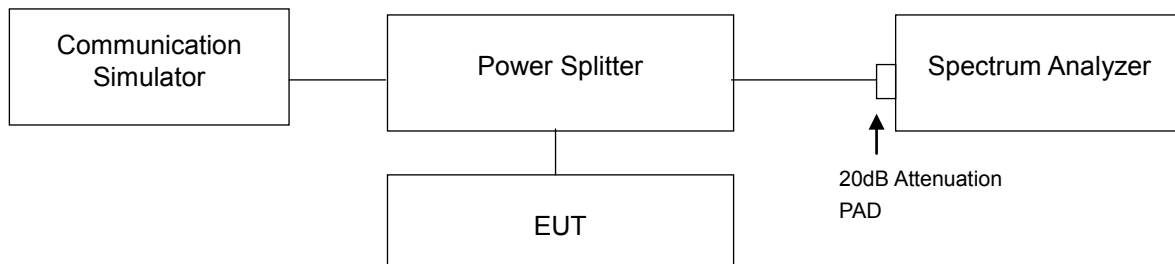 Communication
Simulator
Power Splitter
Spectrum Analyzer
20dB Attenuation
PAD
EUT